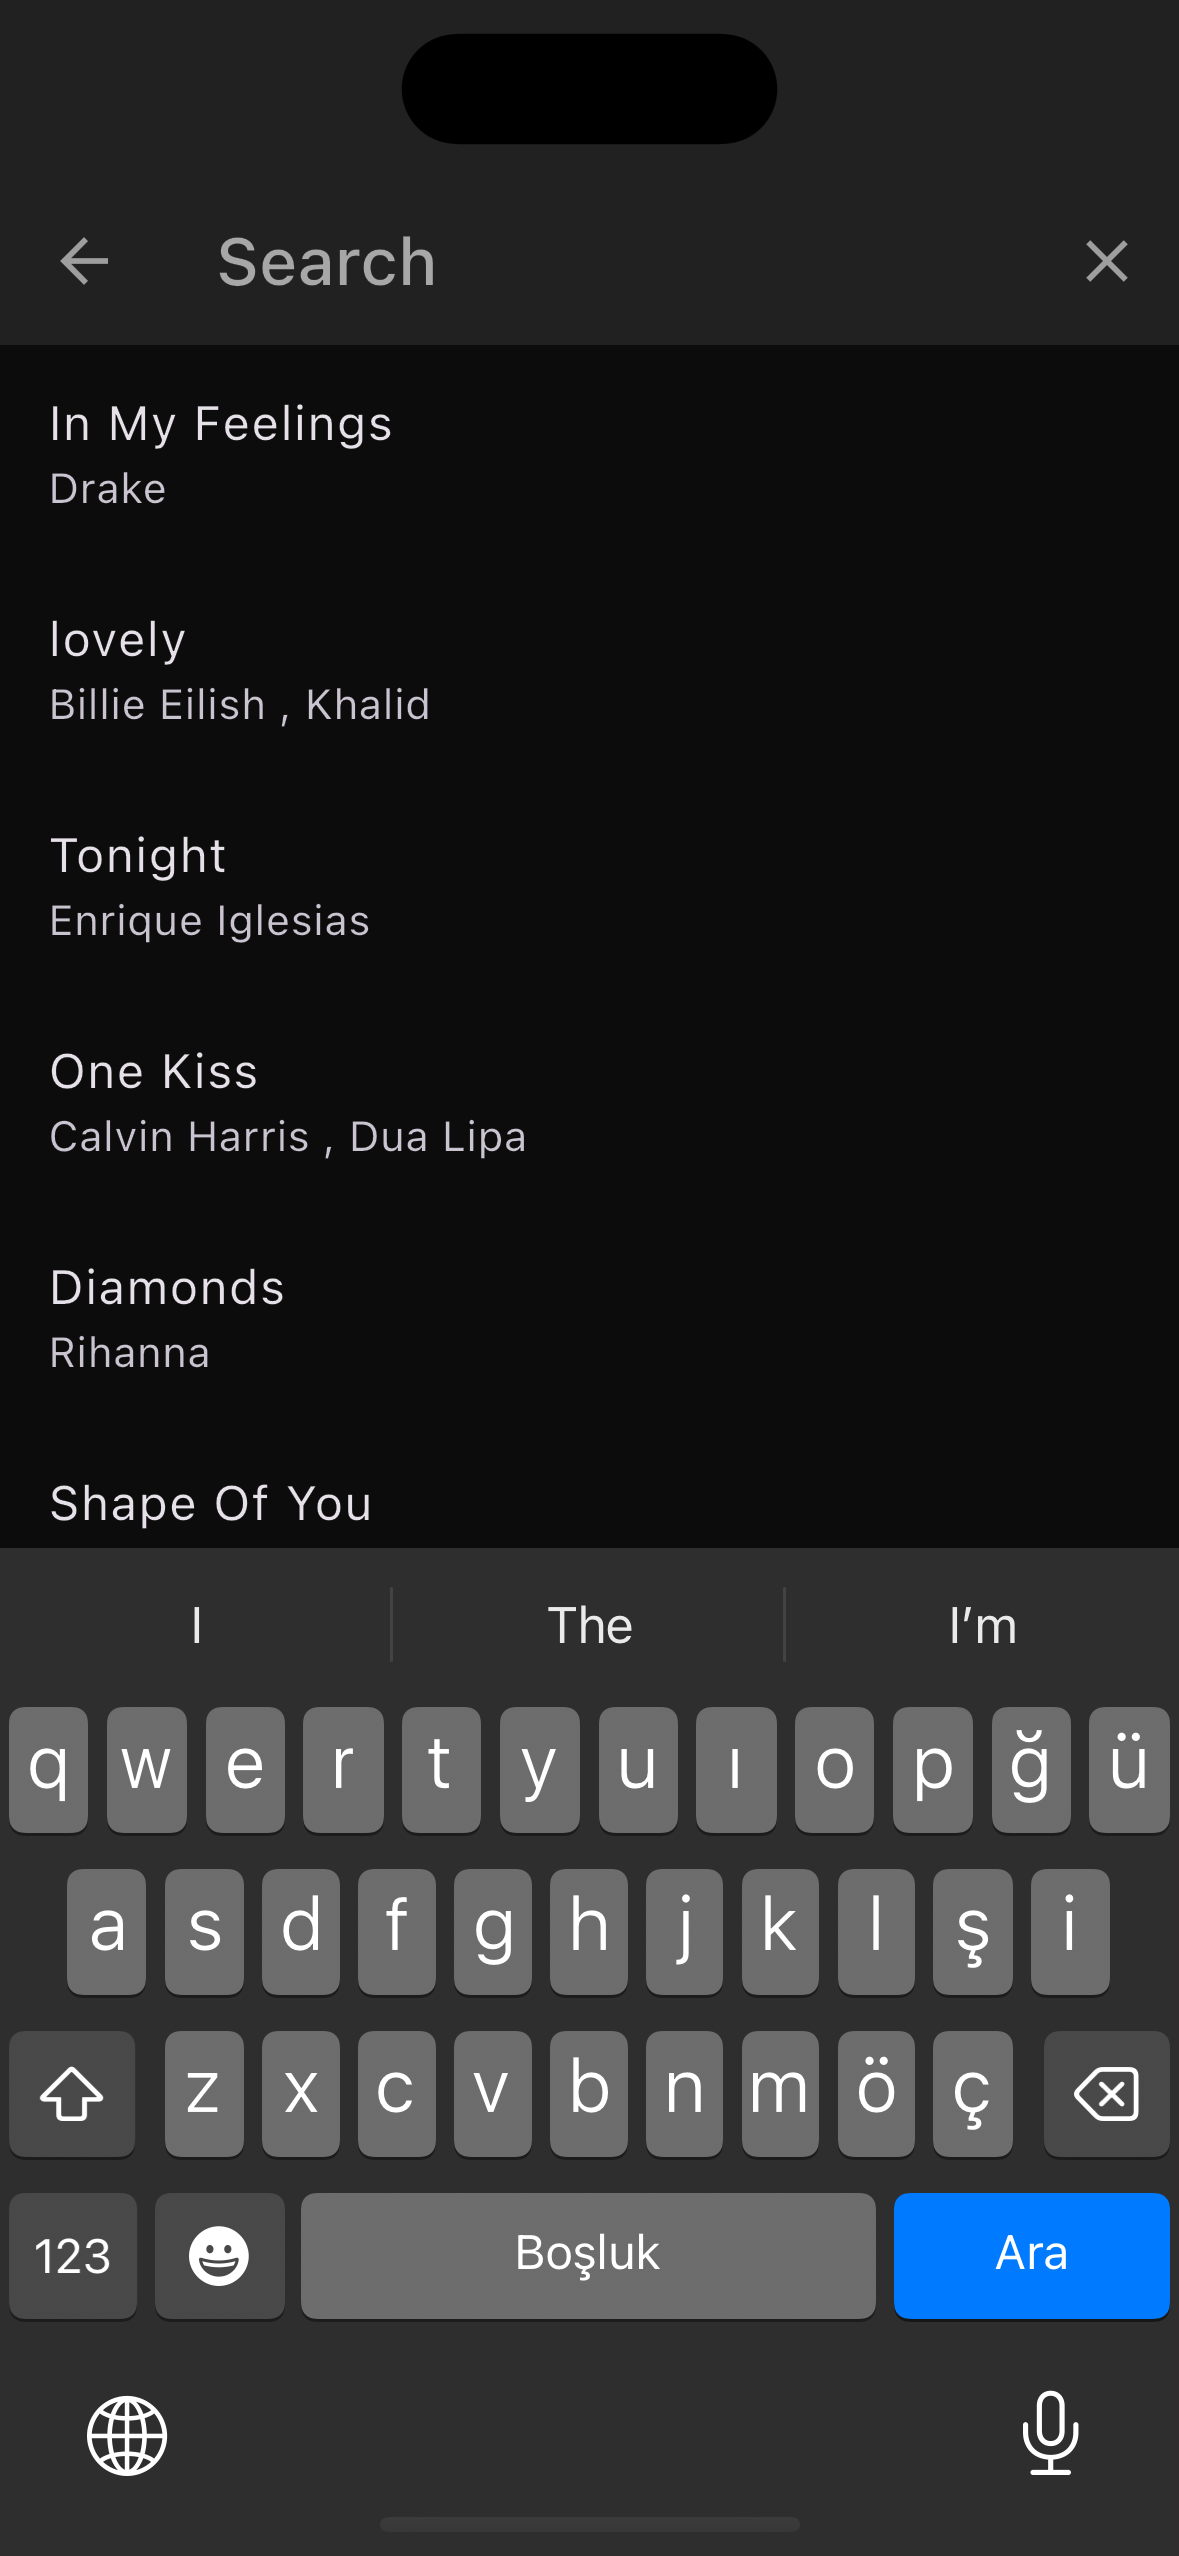 Search
In My Feelings
Drake
lovely
Billie Eilish , Khalid
Tonight
Enrique Iglesias
One Kiss
Calvin Harris , Dua Lipa
Diamonds
Rihanna
Shape Of You
I The I’m
q w e r t y u ı o p ğ ü
a s d f g h j k l ş i
z x c v b n m ö ç
123 Boşluk Ara